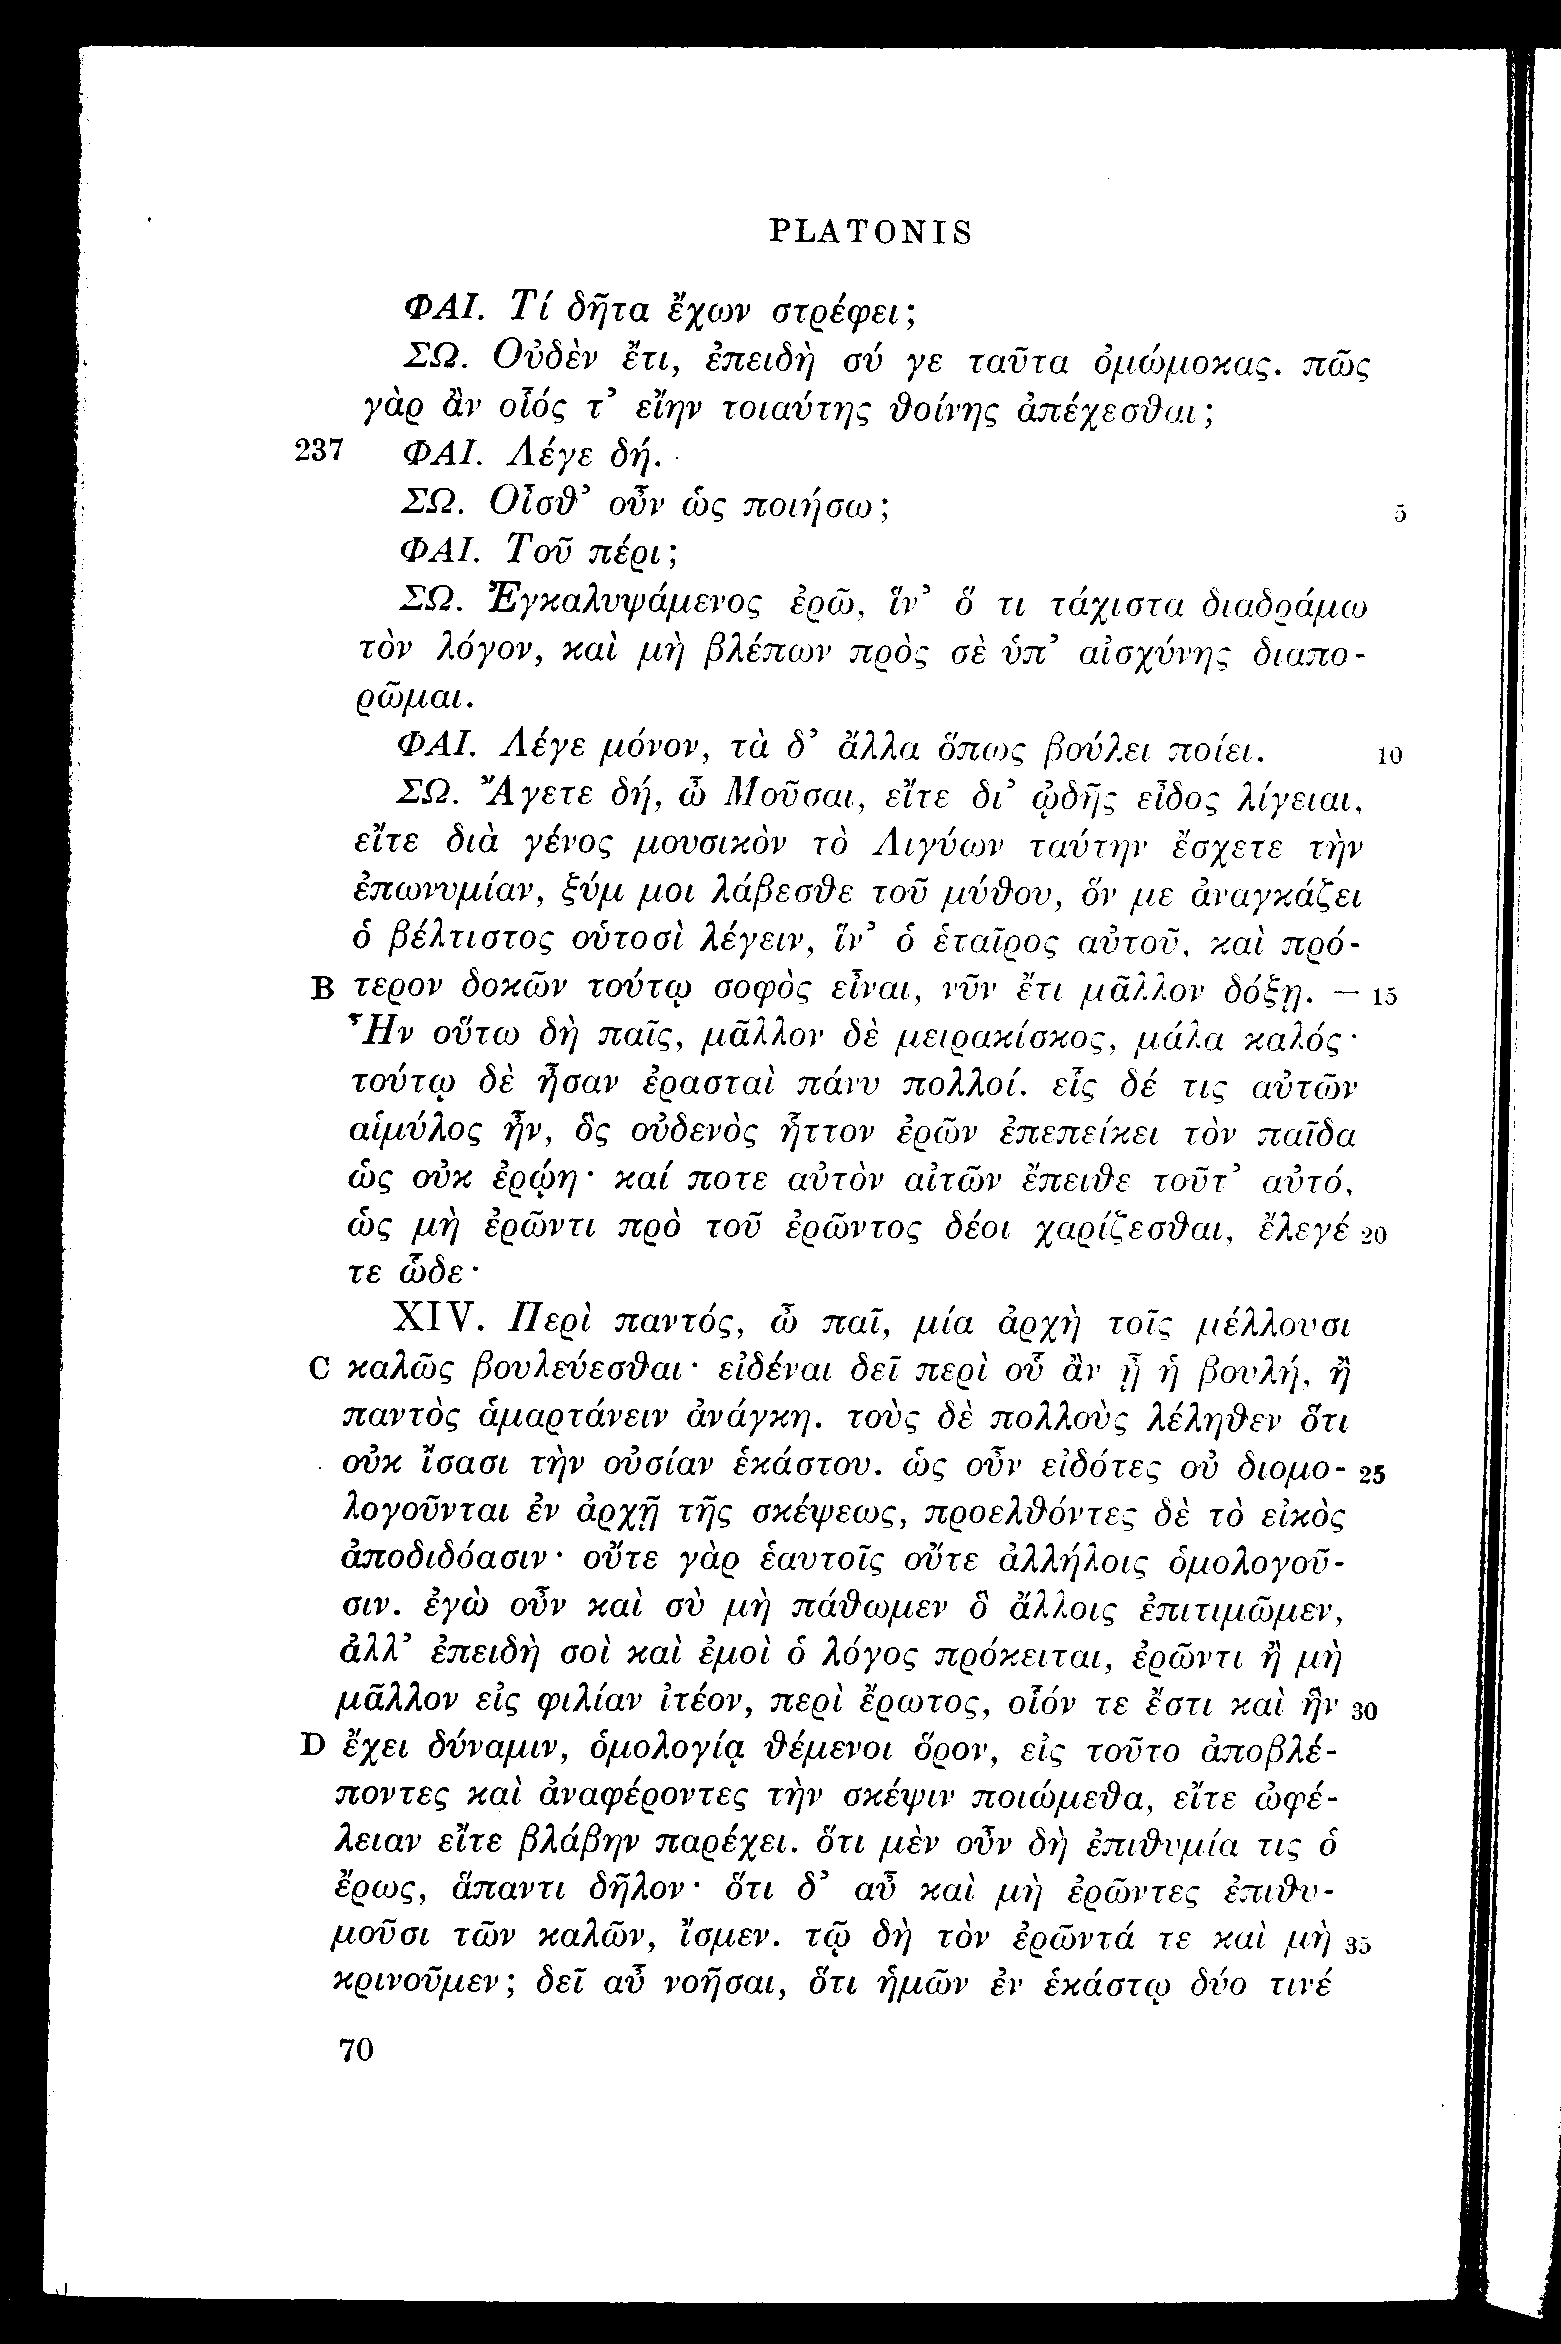 PLATONIS
ΦΑΙ. Τί δῆτα ἔχων στρέφει;
ΣΩ. Οὐδὲν ἔτι, ἐπειδὴ σύ γε ταῦτα ὀμώμοκας. πῶς
γὰρ ἂν οἷός τ’ εἴην τοιαύτης θοίνης ἀπέχεσθαι;
237 ΦΑΙ. Λέγε δή.
ΣΩ. Οἶσθ’ οὖν ὡς ποιήσω; 5
ΦΑΙ. Τοῦ πέρι;
ΣΩ. Ἐγκαλυψάμενος ἐρῶ, ἵν’ ὅ τι τάχιστα διαδράμω
τὸν λόγον, καὶ μὴ βλέπων πρὸς σὲ ὑπ’ αἰσχύνης διαπο-
ρῶμαι.
ΦΑΙ. Λέγε μόνον, τὰ δ’ ἄλλα ὅπως βούλει ποίει. 10
ΣΩ. Ἄγετε δή, ὦ Μοῦσαι, εἴτε δι’ ᾠδῆς εἶδος λίγειαι,
εἴτε διὰ γένος μουσικὸν τὸ Λιγύων ταύτην ἔσχετε τὴν
ἐπωνυμίαν, ξύμ μοι λάβεσθε τοῦ μύθου, ὅν με ἀναγκάζει
ὁ βέλτιστος οὑτοσὶ λέγειν, ἵν’ ὁ ἑταῖρος αὐτοῦ, καὶ πρό-
B τερον δοκῶν τούτῳ σοφὸς εἶναι, νῦν ἔτι μᾶλλον δόξῃ. — 15
Ἦν οὕτω δὴ παῖς, μᾶλλον δὲ μειρακίσκος, μάλα καλός·
τούτῳ δὲ ἦσαν ἐρασταὶ πάνυ πολλοί. εἷς δέ τις αὐτῶν
αἱμύλος ἦν, ὃς οὐδενὸς ἧττον ἐρῶν ἐπεπείκει τὸν παῖδα
ὡς οὐκ ἐρῴη· καί ποτε αὐτὸν αἰτῶν ἔπειθε τοῦτ’ αὐτό,
ὡς μὴ ἐρῶντι πρὸ τοῦ ἐρῶντος δέοι χαρίζεσθαι, ἔλεγέ 20
τε ὧδε·
XIV. Περὶ παντός, ὦ παῖ, μία ἀρχὴ τοῖς μέλλουσι
C καλῶς βουλεύεσθαι· εἰδέναι δεῖ περὶ οὗ ἂν ᾖ ἡ βουλή, ἢ
παντὸς ἁμαρτάνειν ἀνάγκη. τοὺς δὲ πολλοὺς λέληθεν ὅτι
οὐκ ἴσασι τὴν οὐσίαν ἑκάστου. ὡς οὖν εἰδότες οὐ διομο- 25
λογοῦνται ἐν ἀρχῇ τῆς σκέψεως, προελθόντες δὲ τὸ εἰκὸς
ἀποδιδόασιν· οὔτε γὰρ ἑαυτοῖς οὔτε ἀλλήλοις ὁμολογοῦ-
σιν. ἐγὼ οὖν καὶ σὺ μὴ πάθωμεν ὃ ἄλλοις ἐπιτιμῶμεν,
ἀλλ’ ἐπειδὴ σοὶ καὶ ἐμοὶ ὁ λόγος πρόκειται, ἐρῶντι ἢ μὴ
μᾶλλον εἰς φιλίαν ἰτέον, περὶ ἔρωτος, οἷόν τε ἔστι καὶ ἣν 30
D ἔχει δύναμιν, ὁμολογίᾳ θέμενοι ὅρον, εἰς τοῦτο ἀποβλέ-
ποντες καὶ ἀναφέροντες τὴν σκέψιν ποιώμεθα, εἴτε ὠφέ-
λειαν εἴτε βλάβην παρέχει. ὅτι μὲν οὖν δὴ ἐπιθυμία τις ὁ
ἔρως, ἅπαντι δῆλον· ὅτι δ’ αὖ καὶ μὴ ἐρῶντες ἐπιθυ-
μοῦσι τῶν καλῶν, ἴσμεν. τῷ δὴ τὸν ἐρῶντά τε καὶ μὴ 35
κρινοῦμεν; δεῖ αὖ νοῆσαι, ὅτι ἡμῶν ἐν ἑκάστῳ δύο τινέ
70